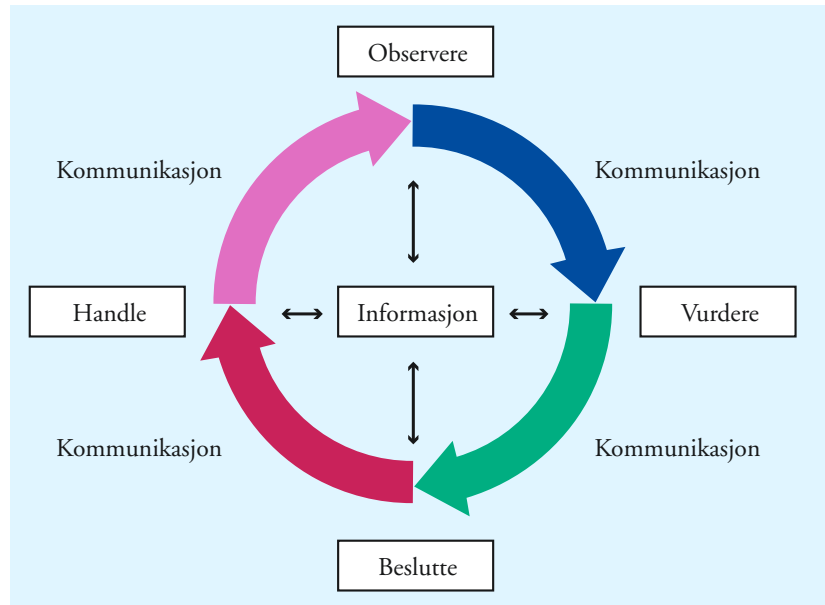 Observere
Kommunikasjon
Kommunikasjon
Handle
Informasjon
Vurdere
Kommunikasjon
Kommunikasjon
Beslutte